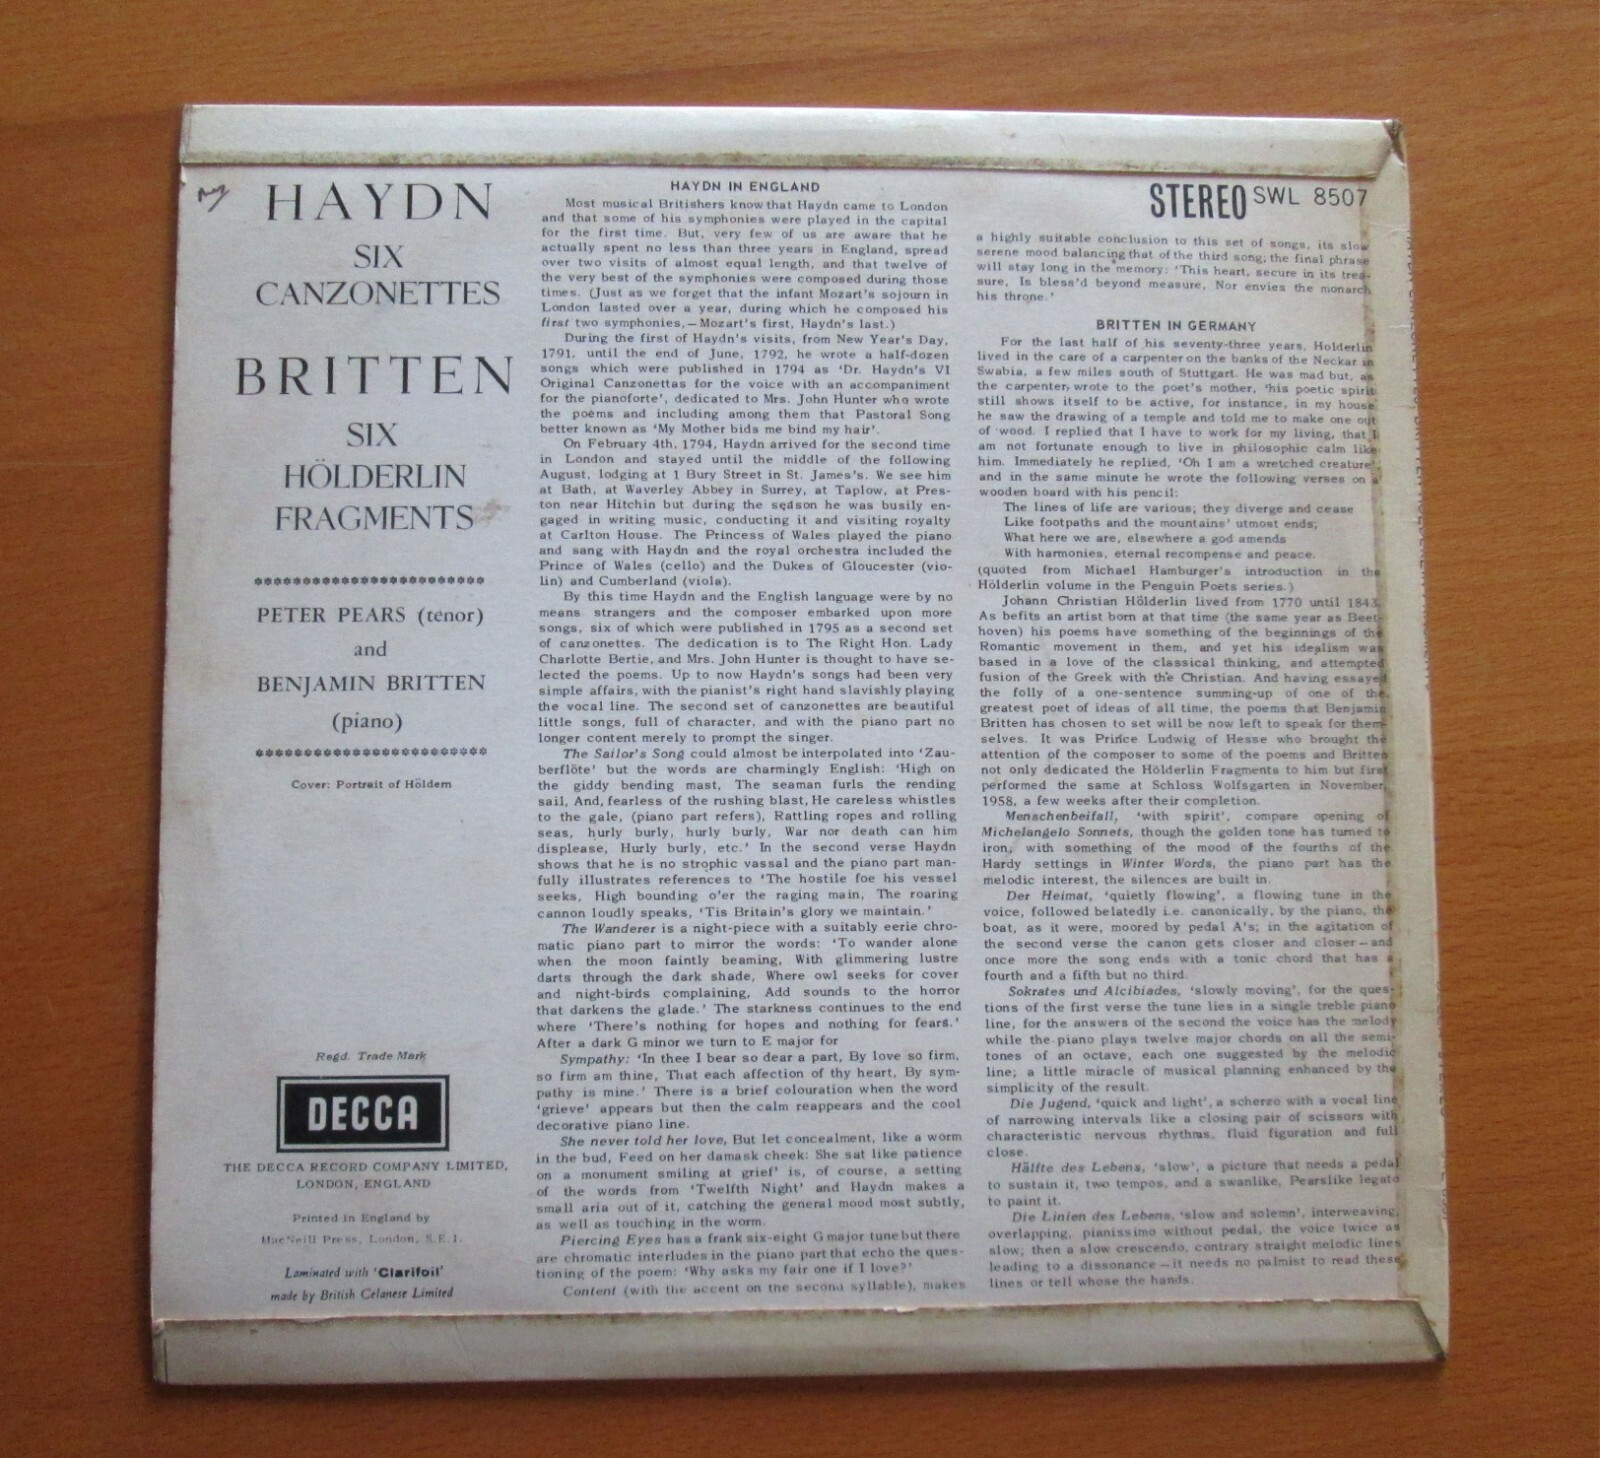 HAYDN
SIX
CANZONETTES
BRITTEN
SIX
HÖLDERLIN
FRAGMENTS
************************
PETER PEARS (tenor)
and
BENJAMIN BRITTEN
(piano)
************************
Cover: Portrait of Höldern
Regd. Trade Mark
DECCA
THE DECCA RECORD COMPANY LIMITED,
LONDON, ENGLAND
Printed in England by
MacNeill Press, London, S.E.1.
Laminated with 'Clarifoil'
made by British Celanese Limited
HAYDN IN ENGLAND
Most musical Britishers know that Haydn came to London
and that some of his symphonies were played in the capital
for the first time. But, very few of us are aware that he
actually spent no less than three years in England, spread
over two visits of almost equal length, and that twelve of
the very best of the symphonies were composed during those
times. (Just as we forget that the infant Mozart's sojourn in
London lasted over a year, during which he composed his
first two symphonies,—Mozart's first, Haydn's last.)
During the first of Haydn's visits, from New Year's Day,
1791, until the end of June, 1792, he wrote a half-dozen
songs which were published in 1794 as 'Dr. Haydn's VI
Original Canzonettas for the voice with an accompaniment
for the pianoforte', dedicated to Mrs. John Hunter who wrote
the poems and including among them that Pastoral Song
better known as 'My Mother bids me bind my hair'.
On February 4th, 1794, Haydn arrived for the second time
in London and stayed until the middle of the following
August, lodging at 1 Bury Street in St. James's. We see him
at Bath, at Waverley Abbey in Surrey, at Taplow, at Pres-
ton near Hitchin but during the season he was busily en-
gaged in writing music, conducting it and visiting royalty
at Carlton House. The Princess of Wales played the piano
and sang with Haydn and the royal orchestra included the
Prince of Wales (cello) and the Dukes of Gloucester (vio-
lin) and Cumberland (viola).
By this time Haydn and the English language were by no
means strangers and the composer embarked upon more
songs, six of which were published in 1795 as a second set
of canzonettes. The dedication is to The Right Hon. Lady
Charlotte Bertie, and Mrs. John Hunter is thought to have se-
lected the poems. Up to now Haydn's songs had been very
simple affairs, with the pianist's right hand slavishly playing
the vocal line. The second set of canzonettes are beautiful
little songs, full of character, and with the piano part no
longer content merely to prompt the singer.
The Sailor's Song could almost be interpolated into 'Zau-
berflöte' but the words are charmingly English: 'High on
the giddy bending mast, The seaman furls the rending
sail, And, fearless of the rushing blast, He careless whistles
to the gale, (piano part refers), Rattling ropes and rolling
seas, hurly burly, hurly burly, War nor death can him
displease, Hurly burly, etc.' In the second verse Haydn
shows that he is no strophic vassal and the piano part man-
fully illustrates references to 'The hostile foe his vessel
seeks, High bounding o'er the raging main, The roaring
cannon loudly speaks, 'Tis Britain's glory we maintain.'
The Wanderer is a night-piece with a suitably eerie chro-
matic piano part to mirror the words: 'To wander alone
when the moon faintly beaming, With glimmering lustre
darts through the dark shade, Where owl seeks for cover
and night-birds complaining, Add sounds to the horror
that darkens the glade.' The starkness continues to the end
where 'There's nothing for hopes and nothing for fears.'
After a dark G minor we turn to E major for
Sympathy: 'In thee I bear so dear a part, By love so firm,
so firm am thine, That each affection of thy heart, By sym-
pathy is mine.' There is a brief colouration when the word
'grieve' appears but then the calm reappears and the cool
decorative piano line.
She never told her love, But let concealment, like a worm
in the bud, Feed on her damask cheek: She sat like patience
on a monument smiling at grief' is, of course, a setting
of the words from 'Twelfth Night' and Haydn makes a
small aria out of it, catching the general mood most subtly,
as well as touching in the worm.
Piercing Eyes has a frank six-eight G major tune but there
are chromatic interludes in the piano part that echo the ques-
tioning of the poem: 'Why asks my fair one if I love?'
Content (with the accent on the second syllable), makes
STEREO SWL 8507
a highly suitable conclusion to this set of songs, its slow
serene mood balancing that of the third song; the final phrase
will stay long in the memory: 'This heart, secure in its trea-
sure, Is bless'd beyond measure, Nor envies the monarch
his throne.'
BRITTEN IN GERMANY
For the last half of his seventy-three years, Holderlin
lived in the care of a carpenter on the banks of the Neckar in
Swabia, a few miles south of Stuttgart. He was mad but, as
the carpenter wrote to the poet's mother, 'his poetic spirit
still shows itself to be active, for instance, in my house
he saw the drawing of a temple and told me to make one out
of wood. I replied that I have to work for my living, that I
am not fortunate enough to live in philosophic calm like
him. Immediately he replied, 'Oh I am a wretched creature'
and in the same minute he wrote the following verses on a
wooden board with his pencil:
The lines of life are various; they diverge and cease
Like footpaths and the mountains' utmost ends;
What here we are, elsewhere a god amends
With harmonies, eternal recompense and peace.
(quoted from Michael Hamburger's introduction in the
Hölderlin volume in the Penguin Poets series.)
Johann Christian Hölderlin lived from 1770 until 1843.
As befits an artist born at that time (the same year as Beet-
hoven) his poems have something of the beginnings of the
Romantic movement in them, and yet his idealism was
based in a love of the classical thinking, and attempted
fusion of the Greek with the Christian. And having essayed
the folly of a one-sentence summing-up of one of the
greatest poet of ideas of all time, the poems that Benjamin
Britten has chosen to set will be now left to speak for them-
selves. It was Prince Ludwig of Hesse who brought the
attention of the composer to some of the poems and Britten
not only dedicated the Hölderlin Fragments to him but first
performed the same at Schloss Wolfsgarten in November,
1958, a few weeks after their completion.
Menschenbeifall, 'with spirit', compare opening of
Michelangelo Sonnets, though the golden tone has turned to
iron, with something of the mood of the fourths of the
Hardy settings in Winter Words, the piano part has the
melodic interest, the silences are built in.
Der Heimat, 'quietly flowing', a flowing tune in the
voice, followed belatedly i.e. canonically, by the piano, the
boat, as it were, moored by pedal A's; in the agitation of
the second verse the canon gets closer and closer—and
once more the song ends with a tonic chord that has a
fourth and a fifth but no third.
Sokrates und Alcibiades, 'slowly moving', for the ques-
tions of the first verse the tune lies in a single treble piano
line, for the answers of the second the voice has the melody
while the piano plays twelve major chords on all the semi-
tones of an octave, each one suggested by the melodic
line; a little miracle of musical planning enhanced by the
simplicity of the result.
Die Jugend, 'quick and light', a scherzo with a vocal line
of narrowing intervals like a closing pair of scissors with
characteristic nervous rhythms, fluid figuration and full
close.
Hälfte des Lebens, 'slow', a picture that needs a pedal
to sustain it, two tempos, and a swanlike, Pearslike legato
to paint it.
Die Linien des Lebens, 'slow and solemn', interweaving,
overlapping, pianissimo without pedal, the voice twice as
slow; then a slow crescendo, contrary straight melodic lines
leading to a dissonance—it needs no palmist to read these
lines or tell whose the hands.